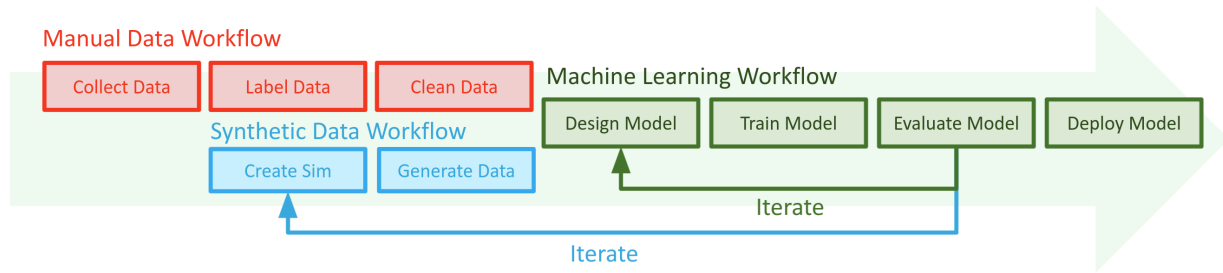 Manual Data Workflow
Collect Data
Label Data
Clean Data
Synthetic Data Workflow
Create Sim
Generate Data
Machine Learning Workflow
Design Model
Train Model
Evaluate Model
Deploy Model
Iterate
Iterate